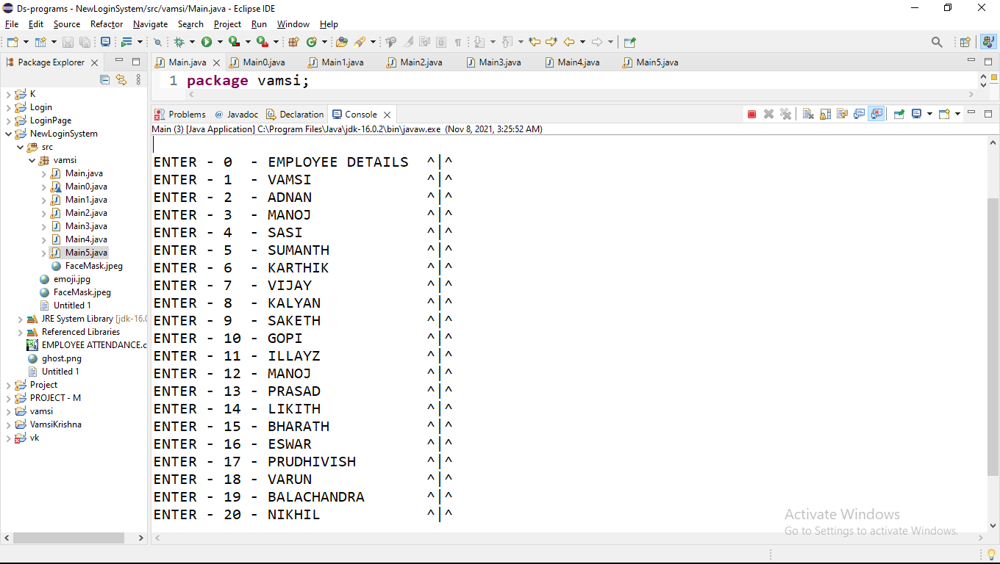 Ds-programs - NewLoginSystem/src/vamsi/Main.java - Eclipse IDE
File Edit Source Refactor Navigate Search Project Run Window Help
Package Explorer
K
Login
LoginPage
NewLoginSystem
src
vamsi
Main.java
Main0.java
Main1.java
Main2.java
Main3.java
Main4.java
Main5.java
FaceMask.jpeg
emoji.jpg
FaceMask.jpeg
Untitled 1
JRE System Library [jdk-16.0
Referenced Libraries
EMPLOYEE ATTENDANCE.c
ghost.png
Untitled 1
Project
PROJECT - M
vamsi
VamsiKrishna
vk
Main.java Main0.java Main1.java Main2.java Main3.java Main4.java Main5.java
1 package vamsi;
Problems @ Javadoc Declaration Console
Main (3) [Java Application] C:\Program Files\Java\jdk-16.0.2\bin\javaw.exe (Nov 8, 2021, 3:25:52 AM)
ENTER - 0  - EMPLOYEE DETAILS  ^|^
ENTER - 1  - VAMSI             ^|^
ENTER - 2  - ADNAN             ^|^
ENTER - 3  - MANOJ             ^|^
ENTER - 4  - SASI              ^|^
ENTER - 5  - SUMANTH           ^|^
ENTER - 6  - KARTHIK           ^|^
ENTER - 7  - VIJAY             ^|^
ENTER - 8  - KALYAN            ^|^
ENTER - 9  - SAKETH            ^|^
ENTER - 10 - GOPI              ^|^
ENTER - 11 - ILLAYZ            ^|^
ENTER - 12 - MANOJ             ^|^
ENTER - 13 - PRASAD            ^|^
ENTER - 14 - LIKITH            ^|^
ENTER - 15 - BHARATH           ^|^
ENTER - 16 - ESWAR             ^|^
ENTER - 17 - PRUDHIVISH        ^|^
ENTER - 18 - VARUN             ^|^
ENTER - 19 - BALACHANDRA       ^|^
ENTER - 20 - NIKHIL            ^|^
Activate Windows
Go to Settings to activate Windows.